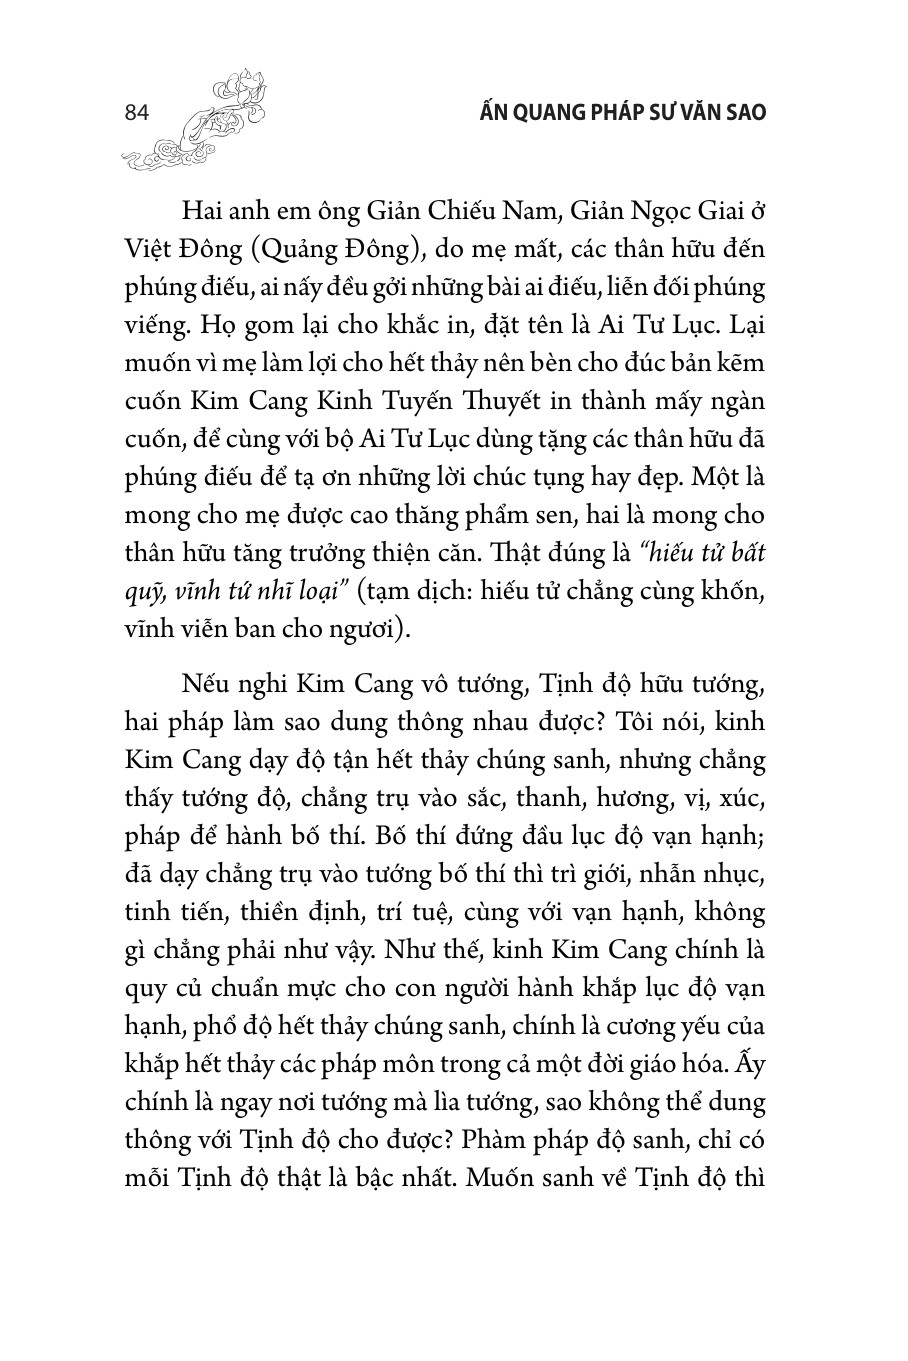 84
ẤN QUANG PHÁP SƯ VĂN SAO
Hai anh em ông Giản Chiếu Nam, Giản Ngọc Giai ở
Việt Đông (Quảng Đông), do mẹ mất, các thân hữu đến
phúng điếu, ai nấy đều gởi những bài ai điếu, liễn đối phúng
viếng. Họ gom lại cho khắc in, đặt tên là Ai Tư Lục. Lại
muốn vì mẹ làm lợi cho hết thảy nên bèn cho đúc bản kẽm
cuốn Kim Cang Kinh Tuyến Thuyết in thành mấy ngàn
cuốn, để cùng với bộ Ai Tư Lục dùng tặng các thân hữu đã
phúng điếu để tạ ơn những lời chúc tụng hay đẹp. Một là
mong cho mẹ được cao thăng phẩm sen, hai là mong cho
thân hữu tăng trưởng thiện căn. Thật đúng là “hiếu tử bất
quỹ, vĩnh tứ nhĩ loại” (tạm dịch: hiếu tử chẳng cùng khốn,
vĩnh viễn ban cho ngươi).
Nếu nghi Kim Cang vô tướng, Tịnh độ hữu tướng,
hai pháp làm sao dung thông nhau được? Tôi nói, kinh
Kim Cang dạy độ tận hết thảy chúng sanh, nhưng chẳng
thấy tướng độ, chẳng trụ vào sắc, thanh, hương, vị, xúc,
pháp để hành bố thí. Bố thí đứng đầu lục độ vạn hạnh;
đã dạy chẳng trụ vào tướng bố thí thì trì giới, nhẫn nhục,
tinh tiến, thiền định, trí tuệ, cùng với vạn hạnh, không
gì chẳng phải như vậy. Như thế, kinh Kim Cang chính là
quy củ chuẩn mực cho con người hành khắp lục độ vạn
hạnh, phổ độ hết thảy chúng sanh, chính là cương yếu của
khắp hết thảy các pháp môn trong cả một đời giáo hóa. Ấy
chính là ngay nơi tướng mà lìa tướng, sao không thể dung
thông với Tịnh độ cho được? Phàm pháp độ sanh, chỉ có
mỗi Tịnh độ thật là bậc nhất. Muốn sanh về Tịnh độ thì